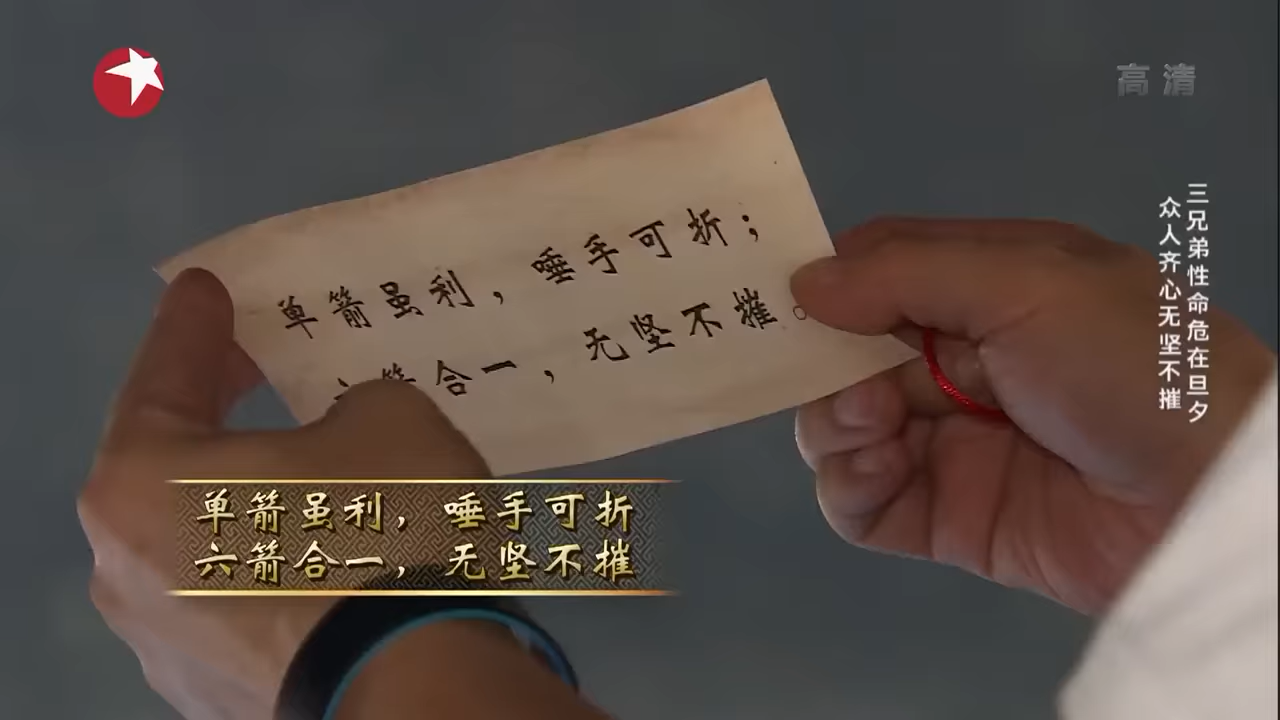 高清
三兄弟性命危在旦夕
众人齐心无坚不摧
单箭虽利，唾手可折；
六箭合一，无坚不摧。
单箭虽利，唾手可折
六箭合一，无坚不摧